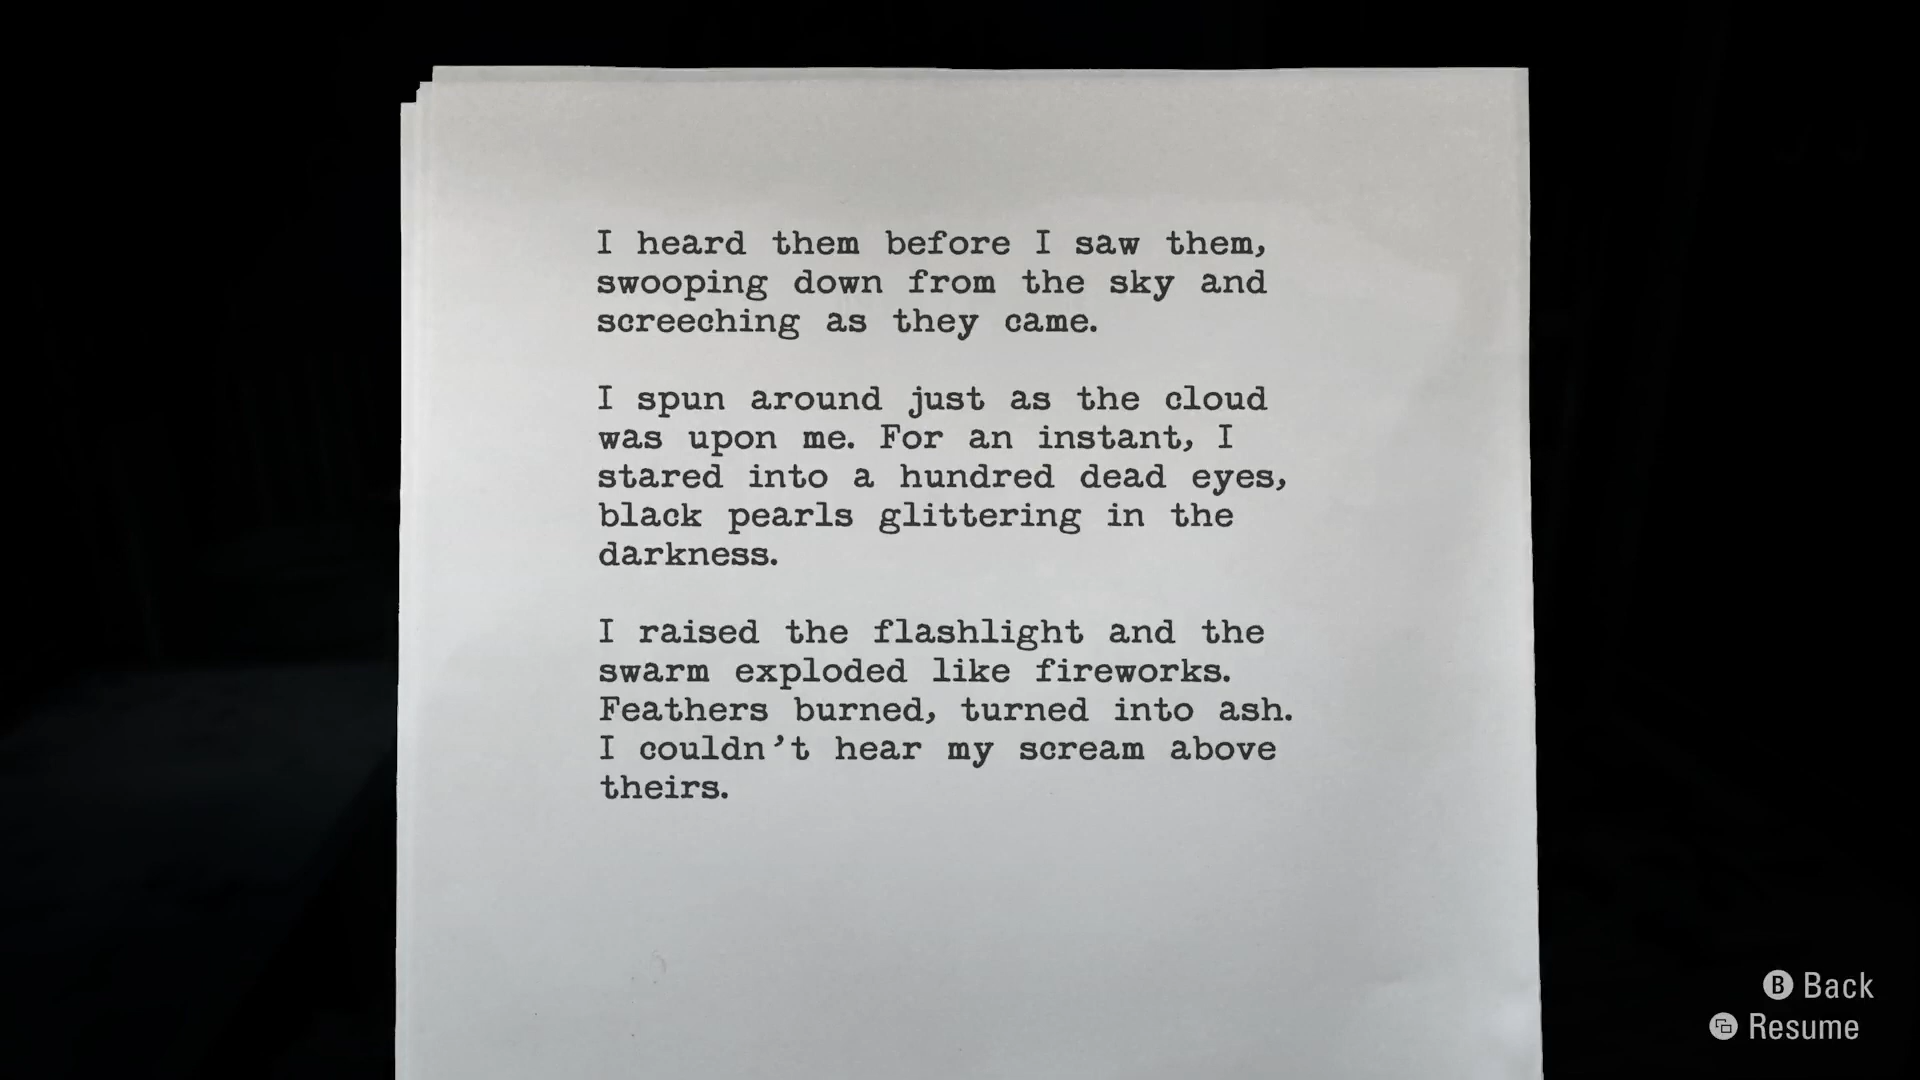 I heard them before I saw them,
swooping down from the sky and
screeching as they came.
I spun around just as the cloud
was upon me. For an instant, I
stared into a hundred dead eyes,
black pearls glittering in the
darkness.
I raised the flashlight and the
swarm exploded like fireworks.
Feathers burned, turned into ash.
I couldn’t hear my scream above
theirs.
B Back
Resume